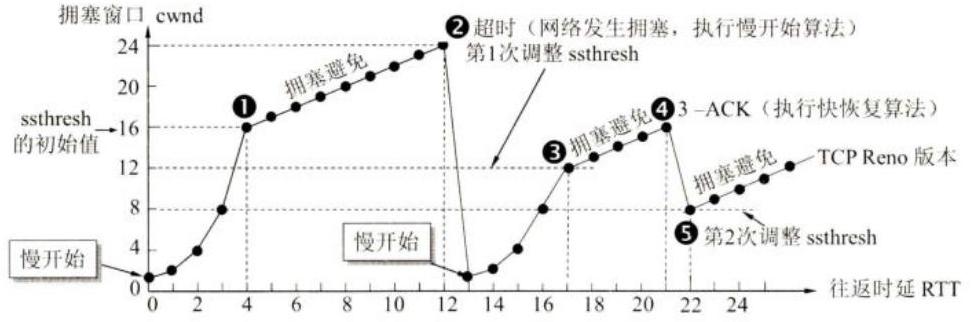 拥塞窗口 cwnd
❷超时（网络发生拥塞，执行慢开始算法）
第1次调整 ssthresh
24
20
16
12
8
4
0
ssthresh
的初始值
慢开始
❶
拥塞避免
慢开始
❸
拥塞避免
❹3-ACK（执行快恢复算法）
拥塞避免
TCP Reno 版本
❺ 第2次调整 ssthresh
0 2 4 6 8 10 12 14 16 18 20 22 24
往返时延 RTT